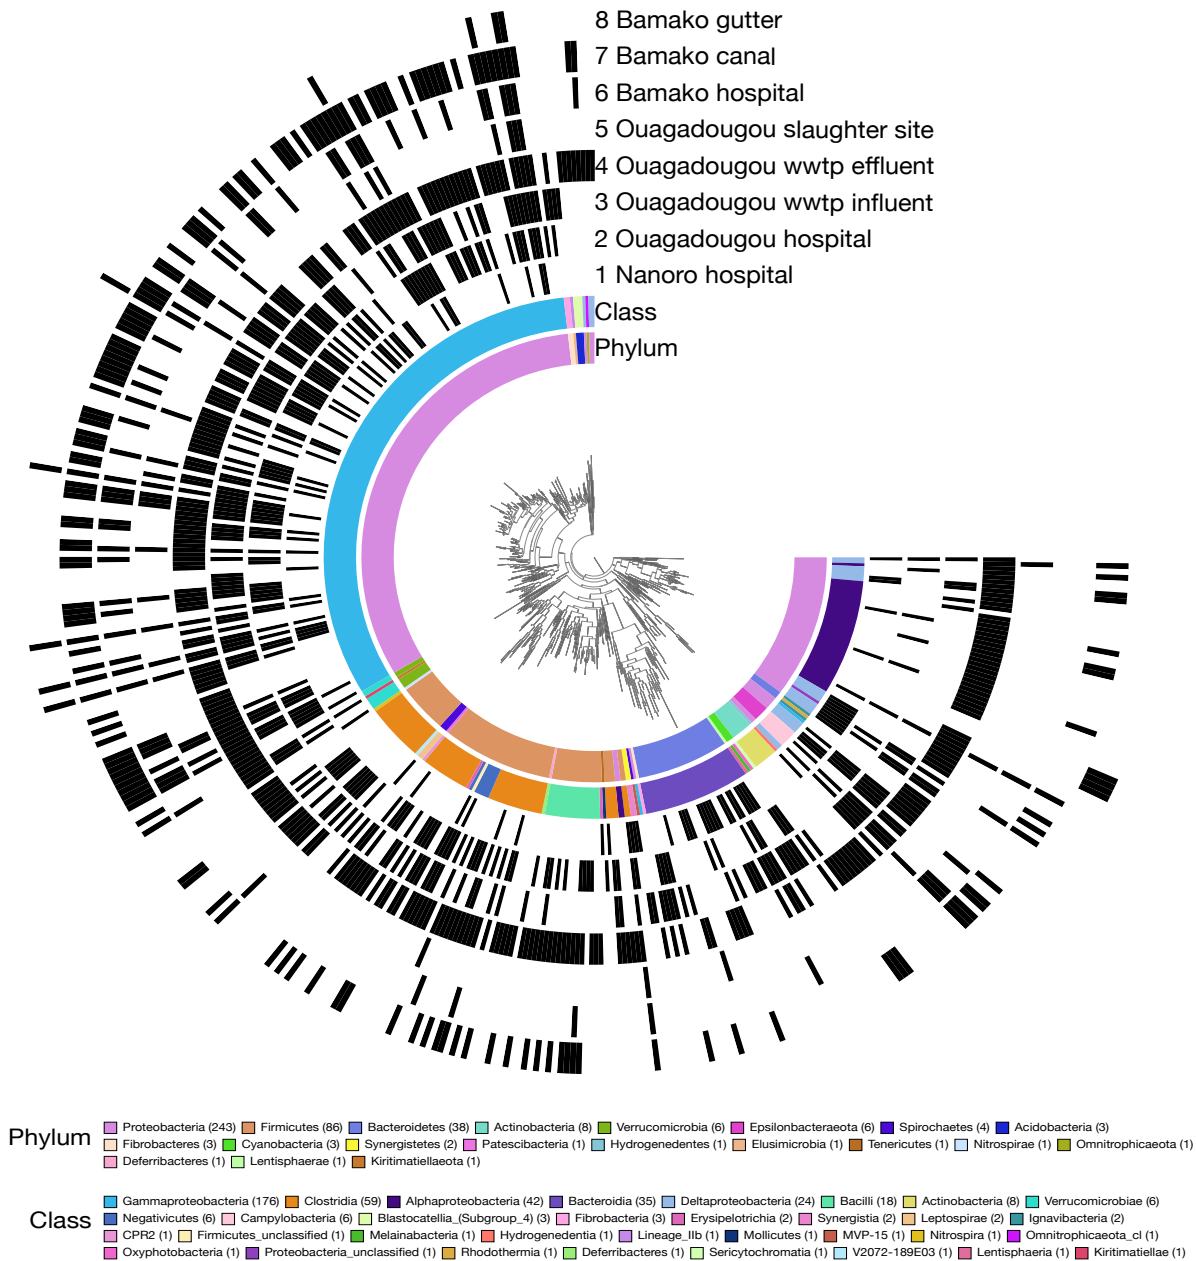 8 Bamako gutter
7 Bamako canal
6 Bamako hospital
5 Ouagadougou slaughter site
4 Ouagadougou wwtp effluent
3 Ouagadougou wwtp influent
2 Ouagadougou hospital
1 Nanoro hospital
Class
Phylum
Phylum
Proteobacteria (243) Firmicutes (86) Bacteroidetes (38) Actinobacteria (8) Verrucomicrobia (6) Epsilonbacteraeota (6) Spirochaetes (4) Acidobacteria (3)
Fibrobacteres (3) Cyanobacteria (3) Synergistetes (2) Patescibacteria (1) Hydrogenedentes (1) Elusimicrobia (1) Tenericutes (1) Nitrospirae (1) Omnitrophicaeota (1)
Deferribacteres (1) Lentisphaerae (1) Kiritimatiellaeota (1)
Class
Gammaproteobacteria (176) Clostridia (59) Alphaproteobacteria (42) Bacteroidia (35) Deltaproteobacteria (24) Bacilli (18) Actinobacteria (8) Verrucomicrobiae (6)
Negativicutes (6) Campylobacteria (6) Blastocatellia_(Subgroup_4) (3) Fibrobacteria (3) Erysipelotrichia (2) Synergistia (2) Leptospirae (2) Ignavibacteria (2)
CPR2 (1) Firmicutes_unclassified (1) Melainabacteria (1) Hydrogenedentia (1) Lineage_IIb (1) Mollicutes (1) MVP-15 (1) Nitrospira (1) Omnitrophicaeota_cl (1)
Oxyphotobacteria (1) Proteobacteria_unclassified (1) Rhodothermia (1) Deferribacteres (1) Sericytochromatia (1) V2072-189E03 (1) Lentisphaeria (1) Kiritimatiellae (1)